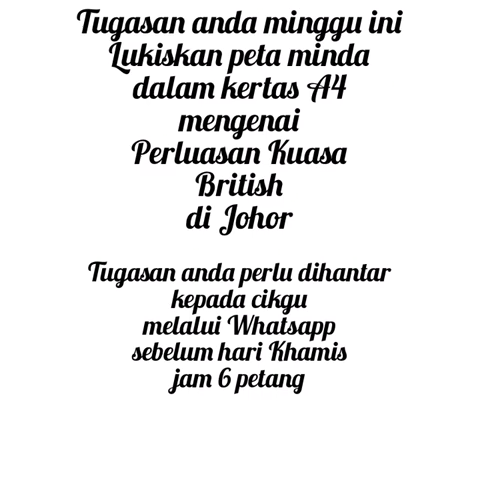 Tugasan anda minggu ini
Lukiskan peta minda
dalam kertas A4
mengenai
Perluasan Kuasa
British
di Johor
Tugasan anda perlu dihantar
kepada cikgu
melalui Whatsapp
sebelum hari Khamis
jam 6 petang